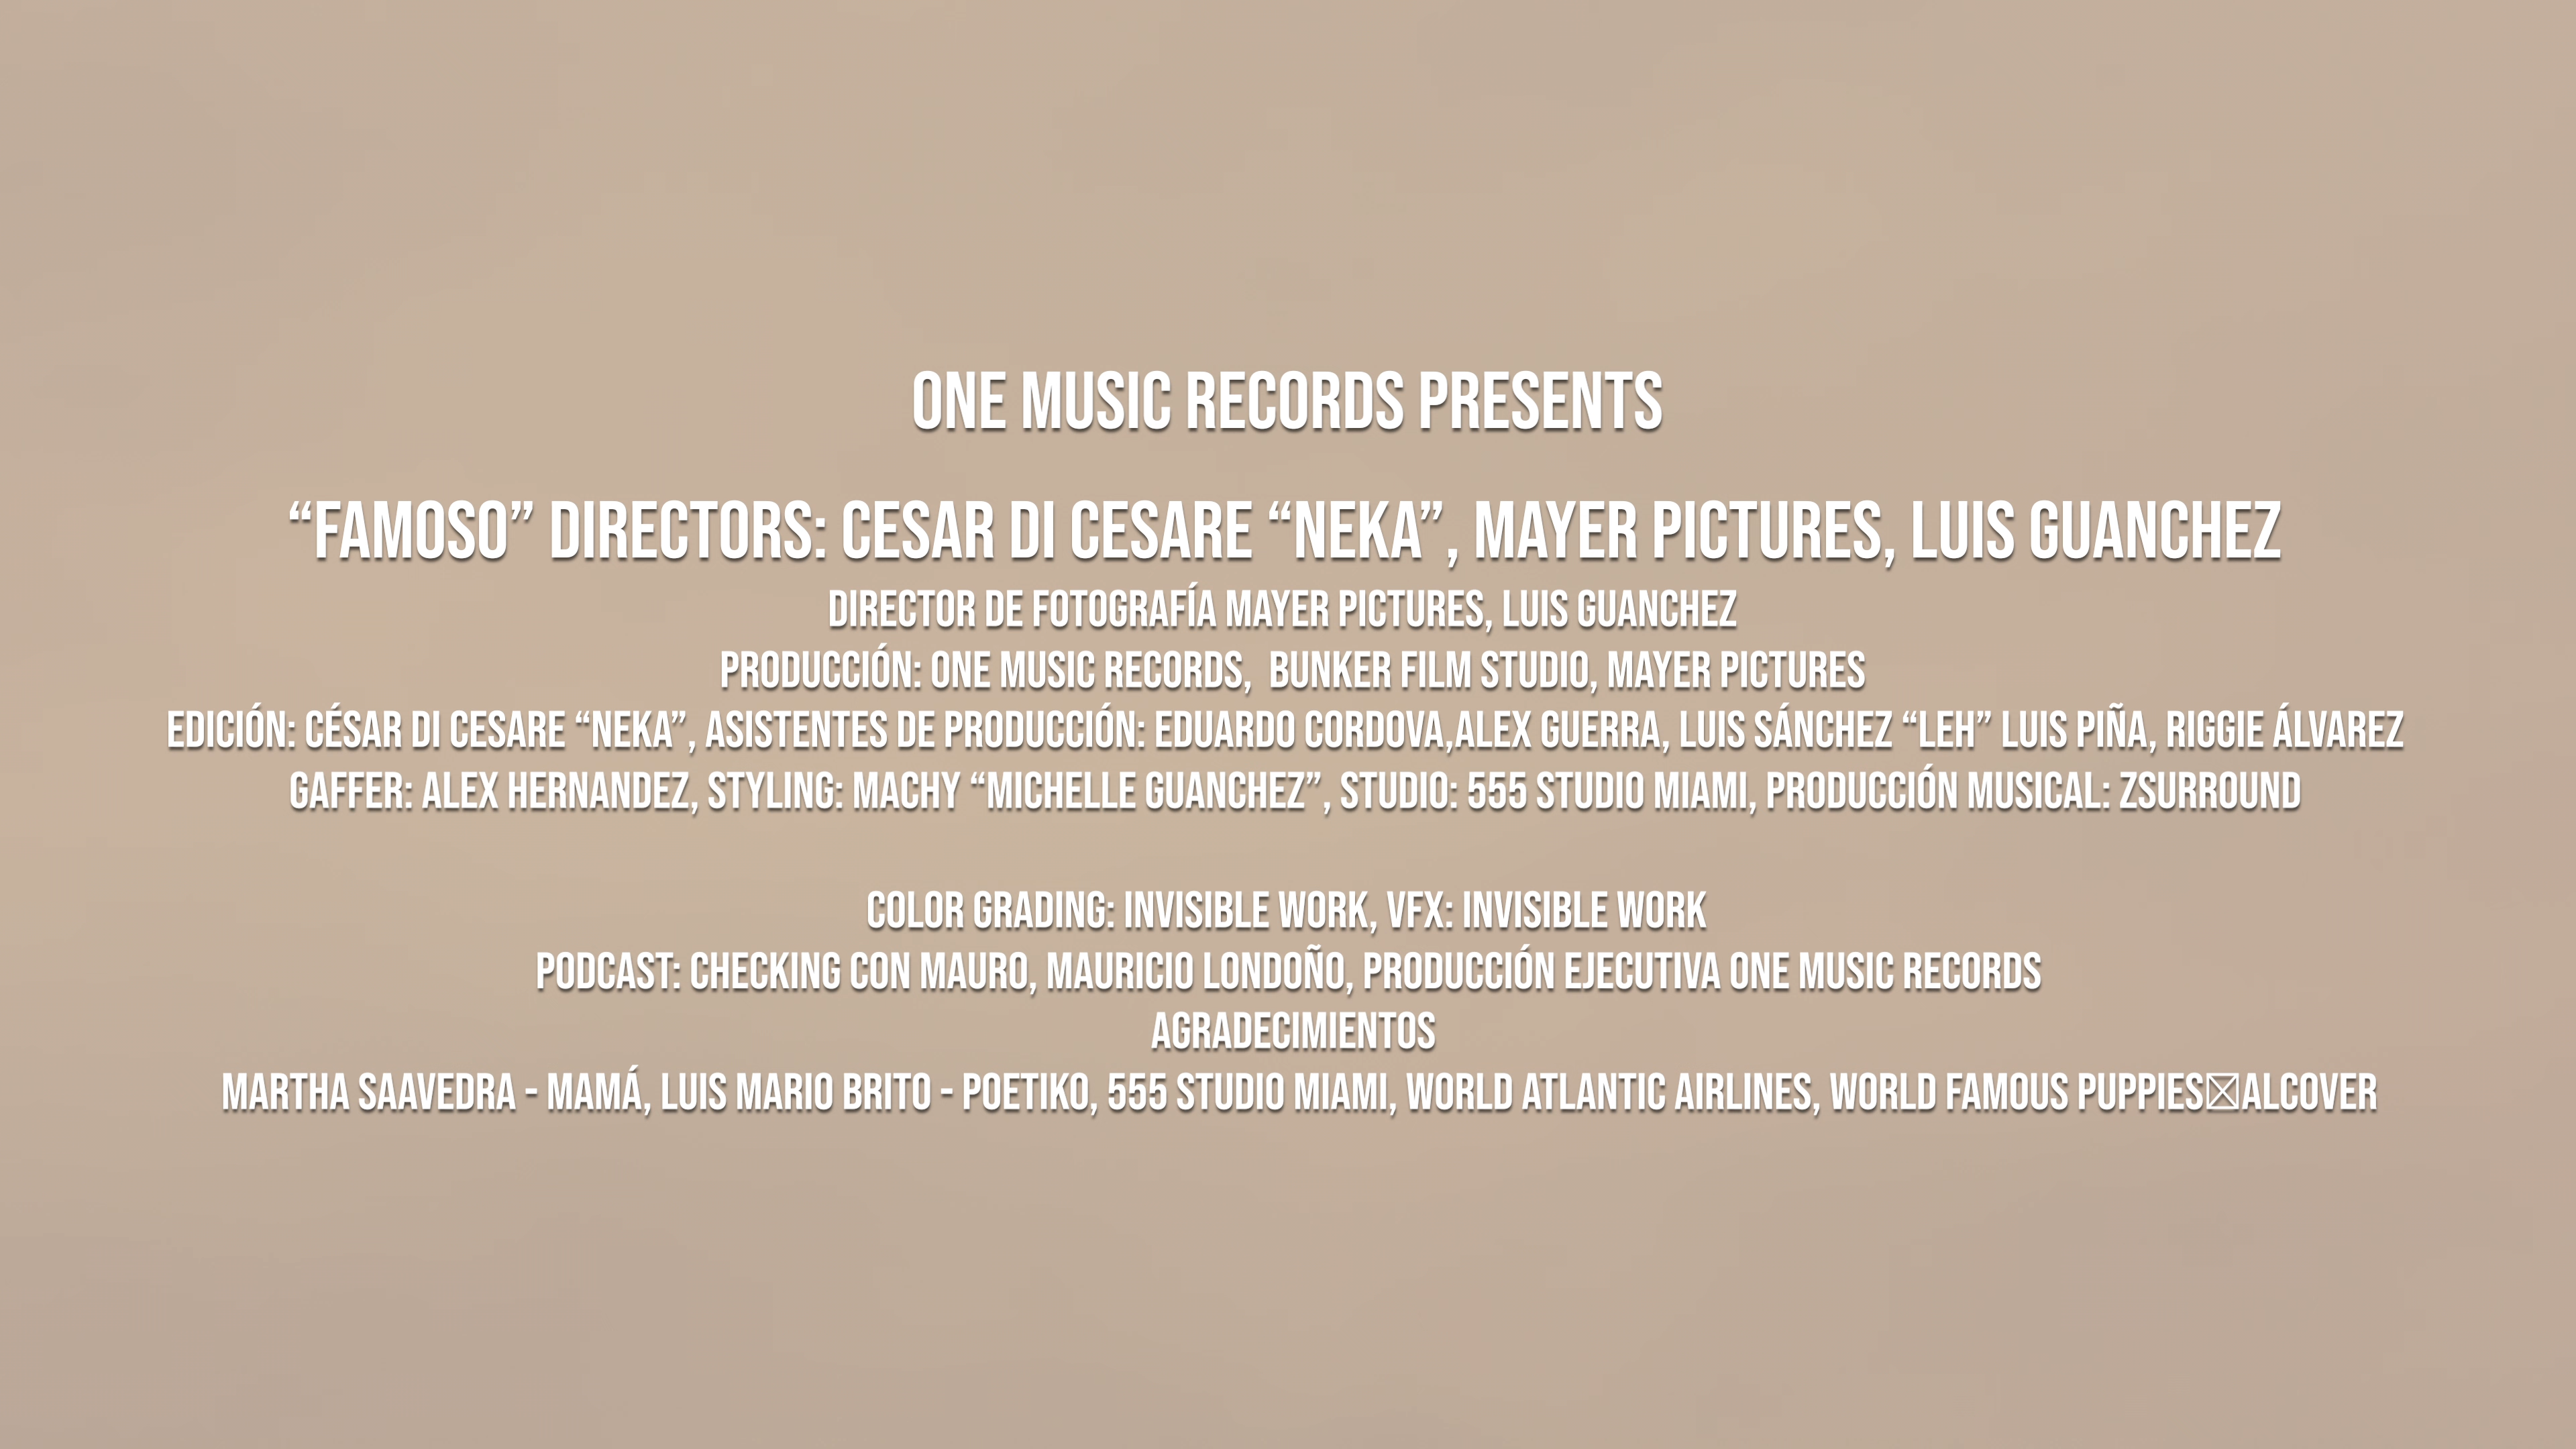 ONE MUSIC RECORDS PRESENTS
“FAMOSO” DIRECTORS: CESAR DI CESARE “NEKA”, MAYER PICTURES, LUIS GUANCHEZ
DIRECTOR DE FOTOGRAFÍA MAYER PICTURES, LUIS GUANCHEZ
PRODUCCIÓN: ONE MUSIC RECORDS,  BUNKER FILM STUDIO, MAYER PICTURES
EDICIÓN: CÉSAR DI CESARE “NEKA”, ASISTENTES DE PRODUCCIÓN: EDUARDO CORDOVA,ALEX GUERRA, LUIS SÁNCHEZ “LEH” LUIS PIÑA, RIGGIE ÁLVAREZ
GAFFER: ALEX HERNANDEZ, STYLING: MACHY “MICHELLE GUANCHEZ”, STUDIO: 555 STUDIO MIAMI, PRODUCCIÓN MUSICAL: ZSURROUND
COLOR GRADING: INVISIBLE WORK, VFX: INVISIBLE WORK
PODCAST: CHECKING CON MAURO, MAURICIO LONDOÑO, PRODUCCIÓN EJECUTIVA ONE MUSIC RECORDS
AGRADECIMIENTOS
MARTHA SAAVEDRA - MAMÁ, LUIS MARIO BRITO - POETIKO, 555 STUDIO MIAMI, WORLD ATLANTIC AIRLINES, WORLD FAMOUS PUPPIES☒ALCOVER